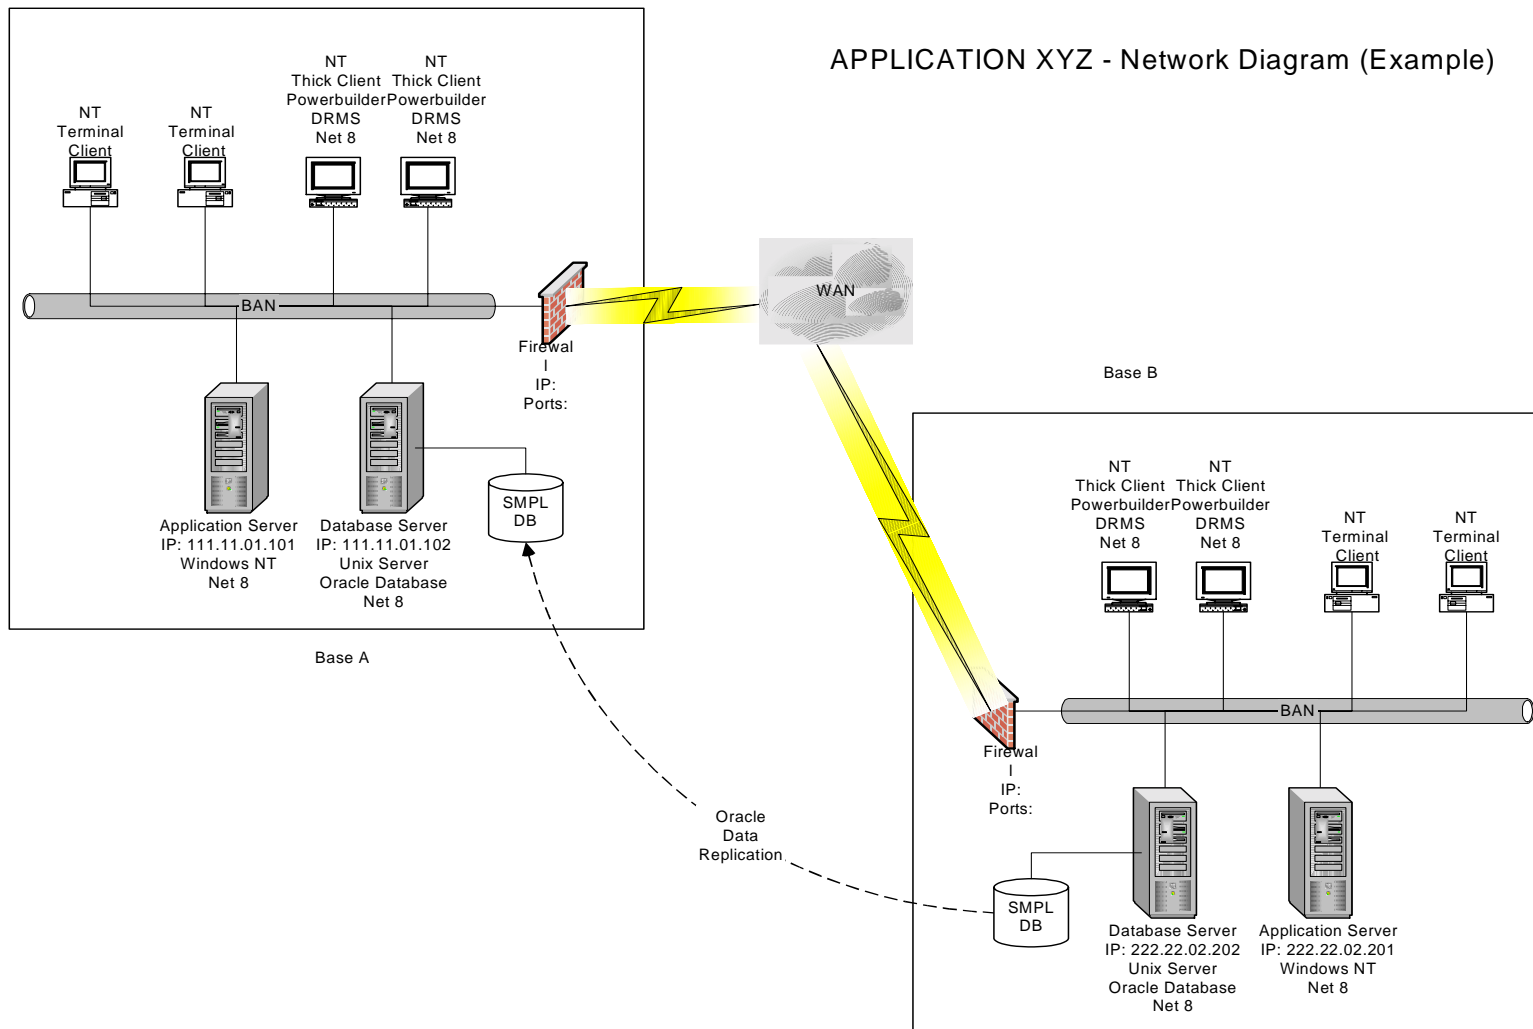 APPLICATION XYZ - Network Diagram (Example)
NT
Terminal
Client
NT
Terminal
Client
NT
Thick Client
Powerbuilder
DRMS
Net 8
NT
Thick Client
Powerbuilder
DRMS
Net 8
BAN
WAN
Firewal
l
IP:
Ports:
Application Server
IP: 111.11.01.101
Windows NT
Net 8
Database Server
IP: 111.11.01.102
Unix Server
Oracle Database
Net 8
SMPL
DB
Base A
Base B
NT
Thick Client
Powerbuilder
DRMS
Net 8
NT
Thick Client
Powerbuilder
DRMS
Net 8
NT
Terminal
Client
NT
Terminal
Client
BAN
Firewal
l
IP:
Ports:
Oracle
Data
Replication
SMPL
DB
Database Server
IP: 222.22.02.202
Unix Server
Oracle Database
Net 8
Application Server
IP: 222.22.02.201
Windows NT
Net 8